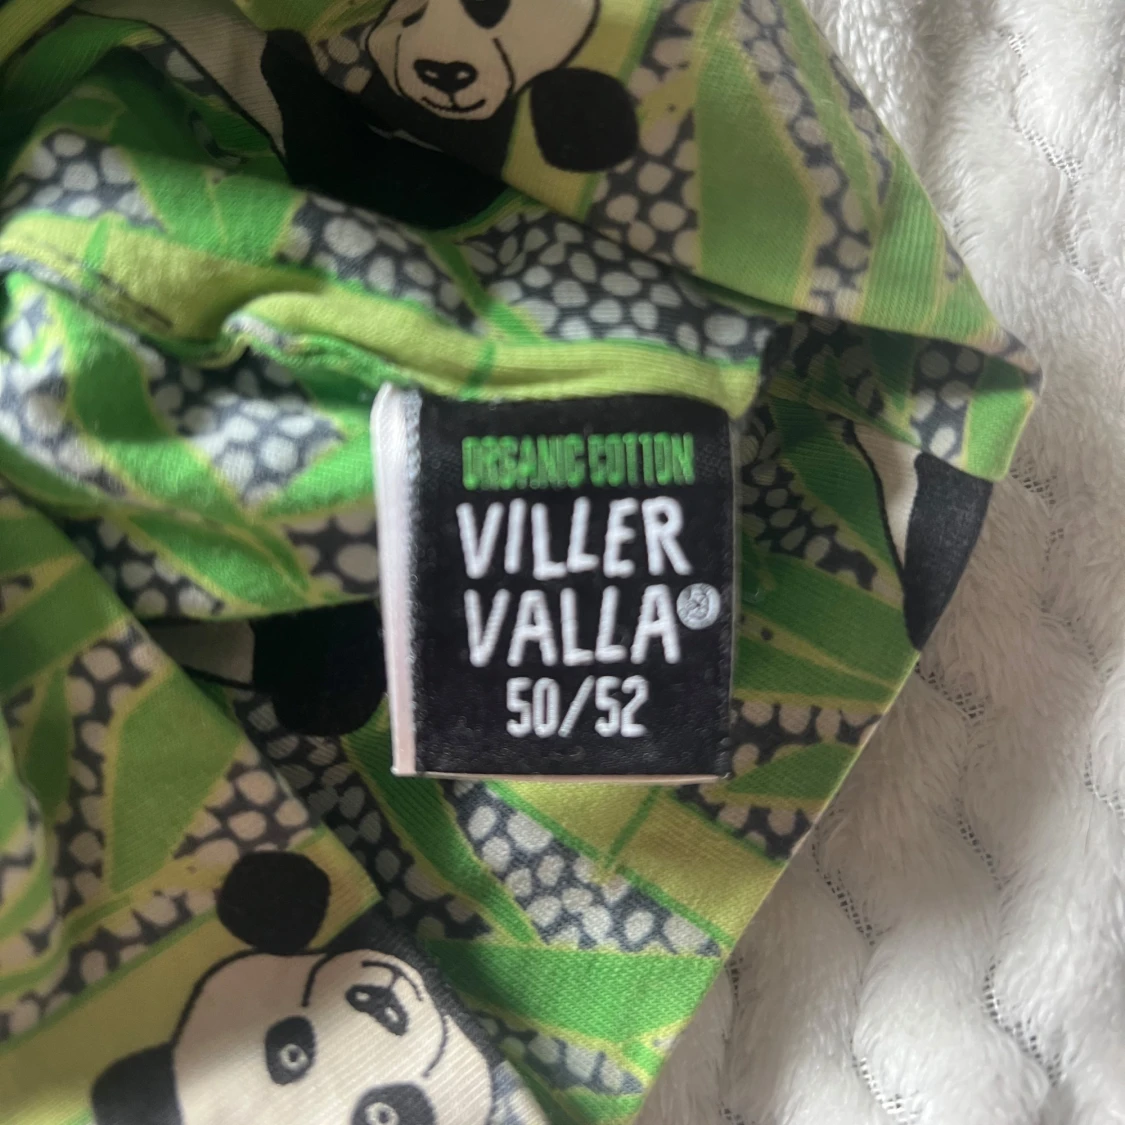 ORGANIC COTTON
VILLER
VALLA®
50/52